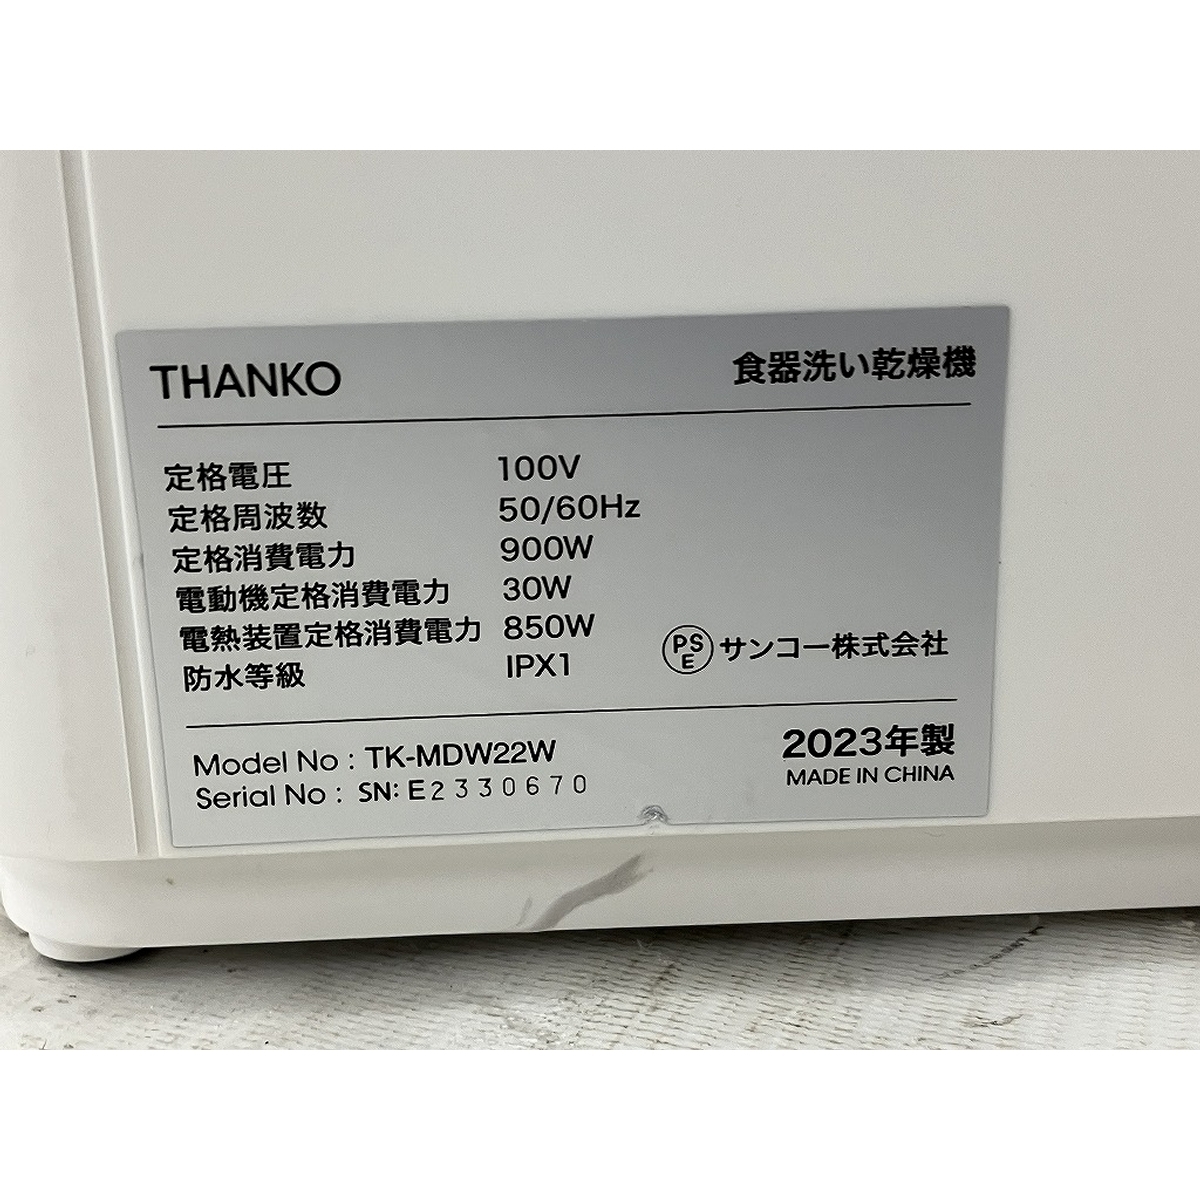 THANKO 食器洗い乾燥機
定格電圧 100V
定格周波数 50/60Hz
定格消費電力 900W
電動機定格消費電力 30W
電熱装置定格消費電力 850W
防水等級 IPX1
PSE サンコー株式会社
Model No : TK-MDW22W 2023年製
Serial No : SN: E2330670 MADE IN CHINA